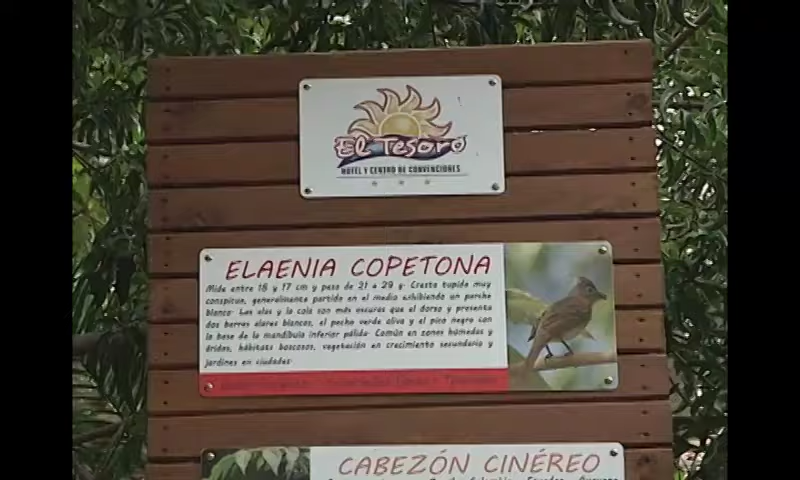 El Tesoro
HOTEL Y CENTRO DE CONVENCIONES
ELAENIA COPETONA
Mide entre 18 y 17 cm y pesa de 21 a 29 g. Cresta tupida muy
conspicua, generalmente partida en el medio exhibiendo un parche
blanco. Las alas y la cola son más oscuras que el dorso y presenta
dos barras alares blancas, el pecho verde oliva y el pico negro con
la base de la mandíbula inferior pálida. Común en zonas húmedas y
áridas, hábitats boscosos, vegetación en crecimiento secundario y
jardines en ciudades.
CABEZÓN CINÉREO